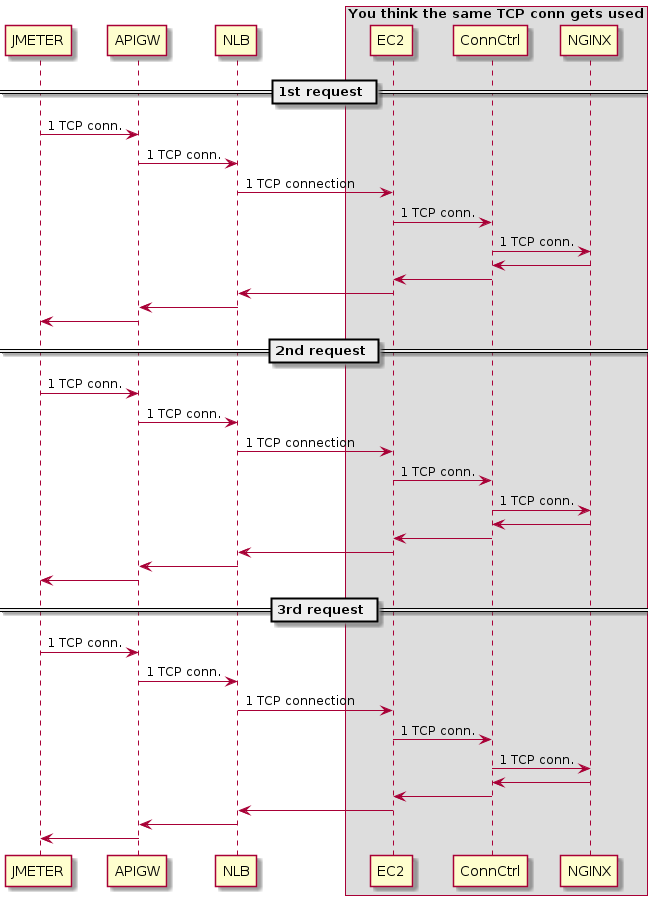 You think the same TCP conn gets used
JMETER APIGW NLB EC2 ConnCtrl NGINX
1st request
1 TCP conn.
1 TCP conn.
1 TCP connection
1 TCP conn.
1 TCP conn.
2nd request
1 TCP conn.
1 TCP conn.
1 TCP connection
1 TCP conn.
1 TCP conn.
3rd request
1 TCP conn.
1 TCP conn.
1 TCP connection
1 TCP conn.
1 TCP conn.
JMETER APIGW NLB EC2 ConnCtrl NGINX